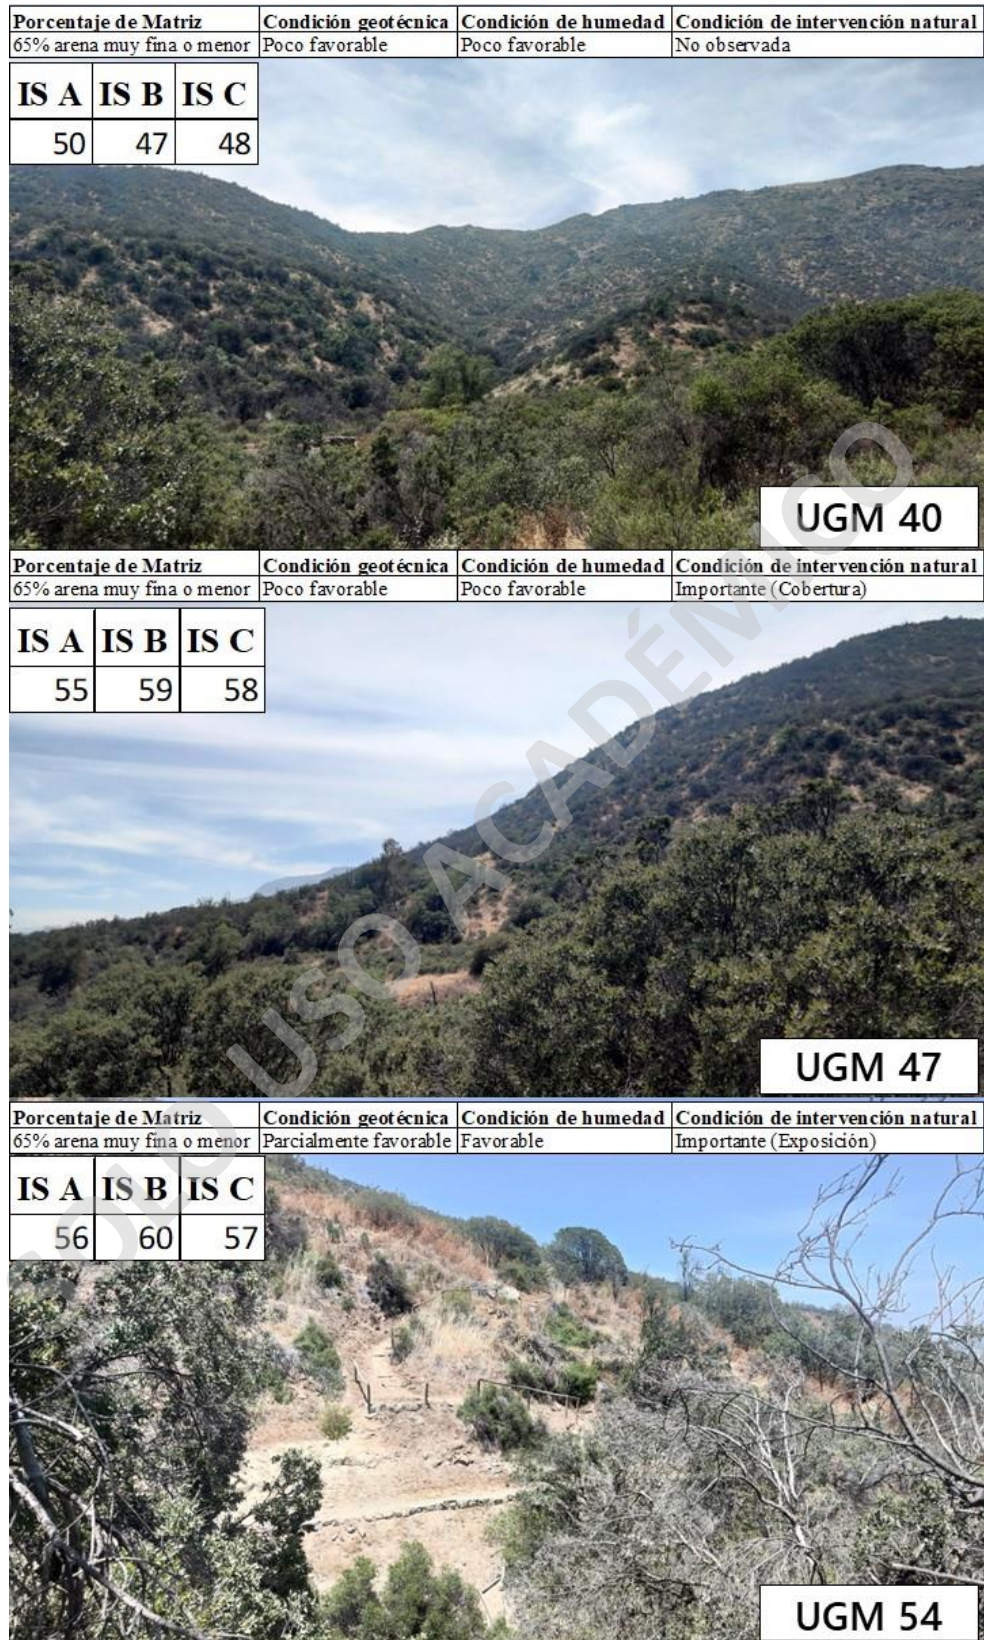 Porcentaje de Matriz Condición geotécnica Condición de humedad Condición de intervención natural
65% arena muy fina o menor Poco favorable Poco favorable No observada
IS A IS B IS C
50 47 48
UGM 40
Porcentaje de Matriz Condición geotécnica Condición de humedad Condición de intervención natural
65% arena muy fina o menor Poco favorable Poco favorable Importante (Cobertura)
IS A IS B IS C
55 59 58
UGM 47
Porcentaje de Matriz Condición geotécnica Condición de humedad Condición de intervención natural
65% arena muy fina o menor Parcialmente favorable Favorable Importante (Exposición)
IS A IS B IS C
56 60 57
UGM 54
SOLO USO ACADÉMICO